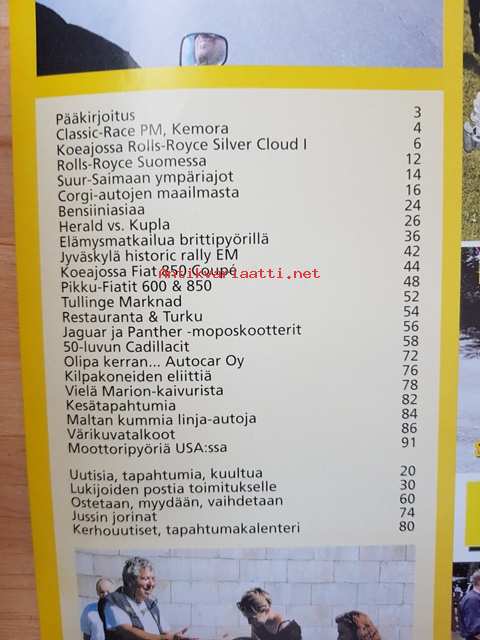 Pääkirjoitus 3
Classic-Race PM, Kemora 4
Koeajossa Rolls-Royce Silver Cloud I 6
Rolls-Royce Suomessa 12
Suur-Saimaan ympäriajot 14
Corgi-autojen maailmasta 16
Bensiiniasiaa 24
Herald vs. Kupla 26
Elämysmatkailua brittipyörillä 36
Jyväskylä historic rally EM 42
Koeajossa Fiat 850 Coupé 44
Antikvariaatti.net
Pikku-Fiatit 600 & 850 48
Tullinge Marknad 52
Restauranta & Turku 54
Jaguar ja Panther -moposkootterit 56
50-luvun Cadillacit 58
Olipa kerran... Autocar Oy 72
Kilpakoneiden eliittiä 76
Vielä Marion-kaivurista 78
Kesätapahtumia 82
Maltan kummia linja-autoja 84
Värikuvatalkoot 86
Moottoripyöriä USA:ssa 91
Uutisia, tapahtumia, kuultua 20
Lukijoiden postia toimitukselle 30
Ostetaan, myydään, vaihdetaan 60
Jussin jorinat 74
Kerhouutiset, tapahtumakalenteri 80